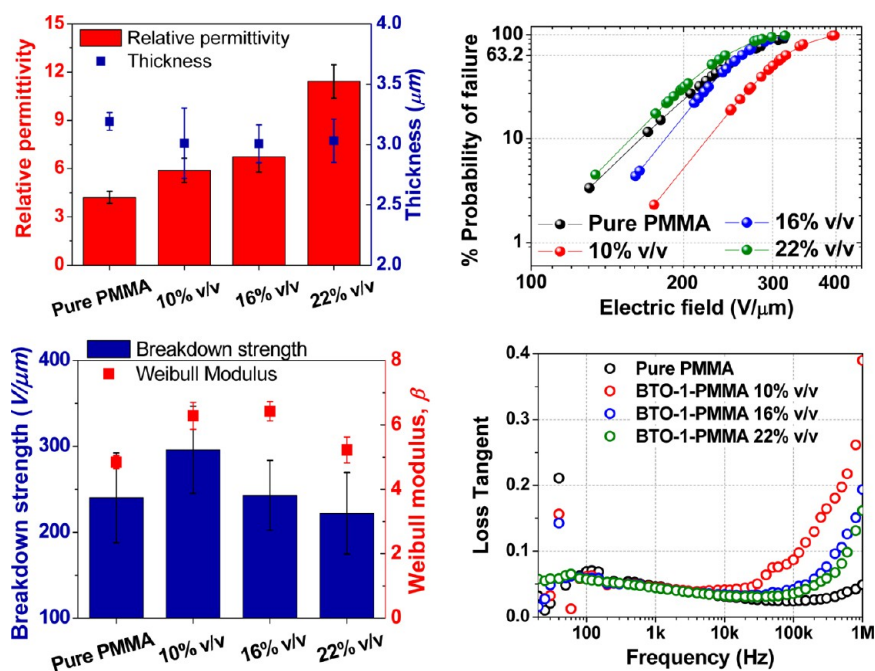 Relative permittivity
15
12
9
6
3
0
Relative permittivity
Thickness
4.0
3.5
3.0
2.5
2.0
Thickness (μm)
Pure PMMA
10% v/v
16% v/v
22% v/v
% Probability of failure
100
63.2
10
1
Pure PMMA
10% v/v
16% v/v
22% v/v
100
200
300
400
Electric field (V/μm)
Breakdown strength (V/μm)
400
300
200
100
Breakdown strength
Weibull Modulus
8
6
4
2
0
Weibull modulus, β
Pure PMMA
10% v/v
16% v/v
22% v/v
Loss Tangent
0.4
0.3
0.2
0.1
0.0
Pure PMMA
BTO-1-PMMA 10% v/v
BTO-1-PMMA 16% v/v
BTO-1-PMMA 22% v/v
100
1k
10k
100k
1M
Frequency (Hz)